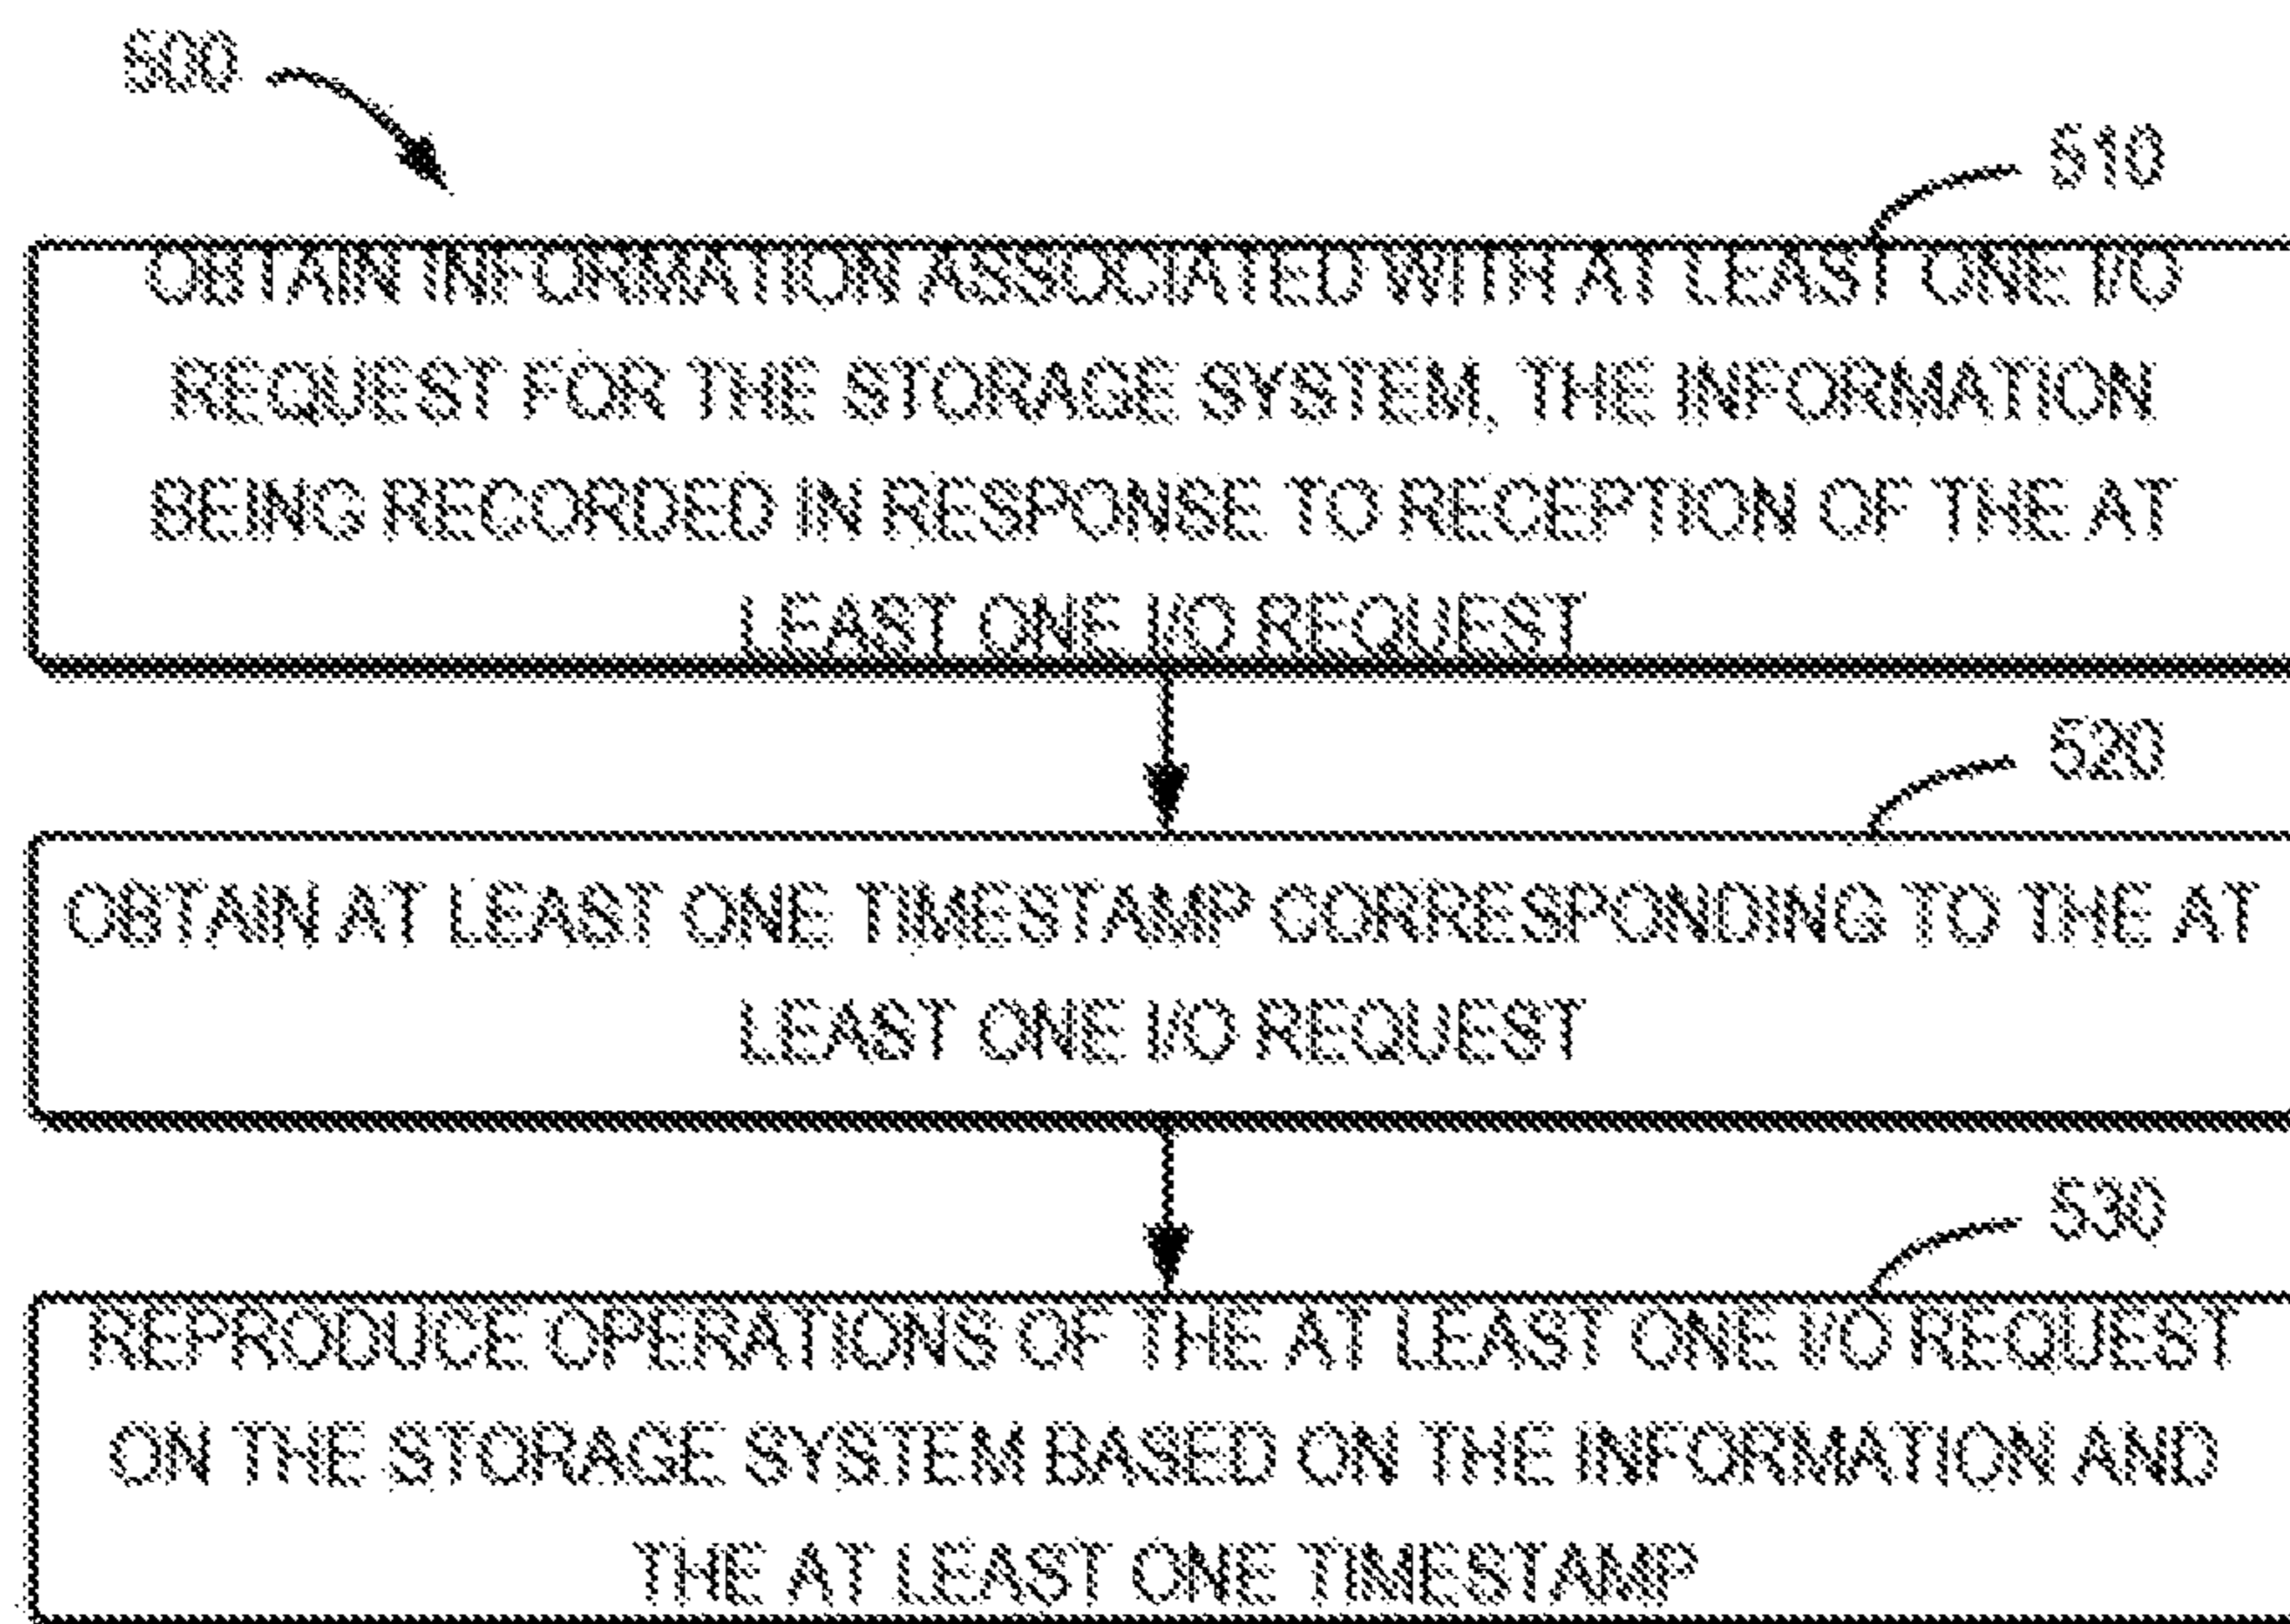 500
510
OBTAIN INFORMATION ASSOCIATED WITH AT LEAST ONE I/O
REQUEST FOR THE STORAGE SYSTEM, THE INFORMATION
BEING RECORDED IN RESPONSE TO RECEPTION OF THE AT
LEAST ONE I/O REQUEST
520
OBTAIN AT LEAST ONE TIMESTAMP CORRESPONDING TO THE AT
LEAST ONE I/O REQUEST
530
REPRODUCE OPERATIONS OF THE AT LEAST ONE I/O REQUEST
ON THE STORAGE SYSTEM BASED ON THE INFORMATION AND
THE AT LEAST ONE TIMESTAMP